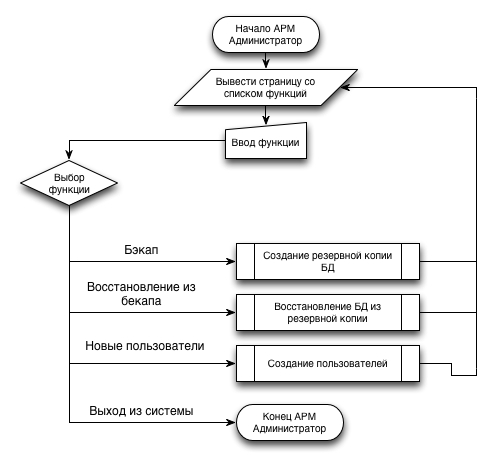 Начало АРМ
Администратор
Вывести страницу со
списком функций
Ввод функции
Выбор
функции
Бэкап
Создание резервной копии
БД
Восстановление из
бекапа
Восстановление БД из
резервной копии
Новые пользователи
Создание пользователей
Выход из системы
Конец АРМ
Администратор